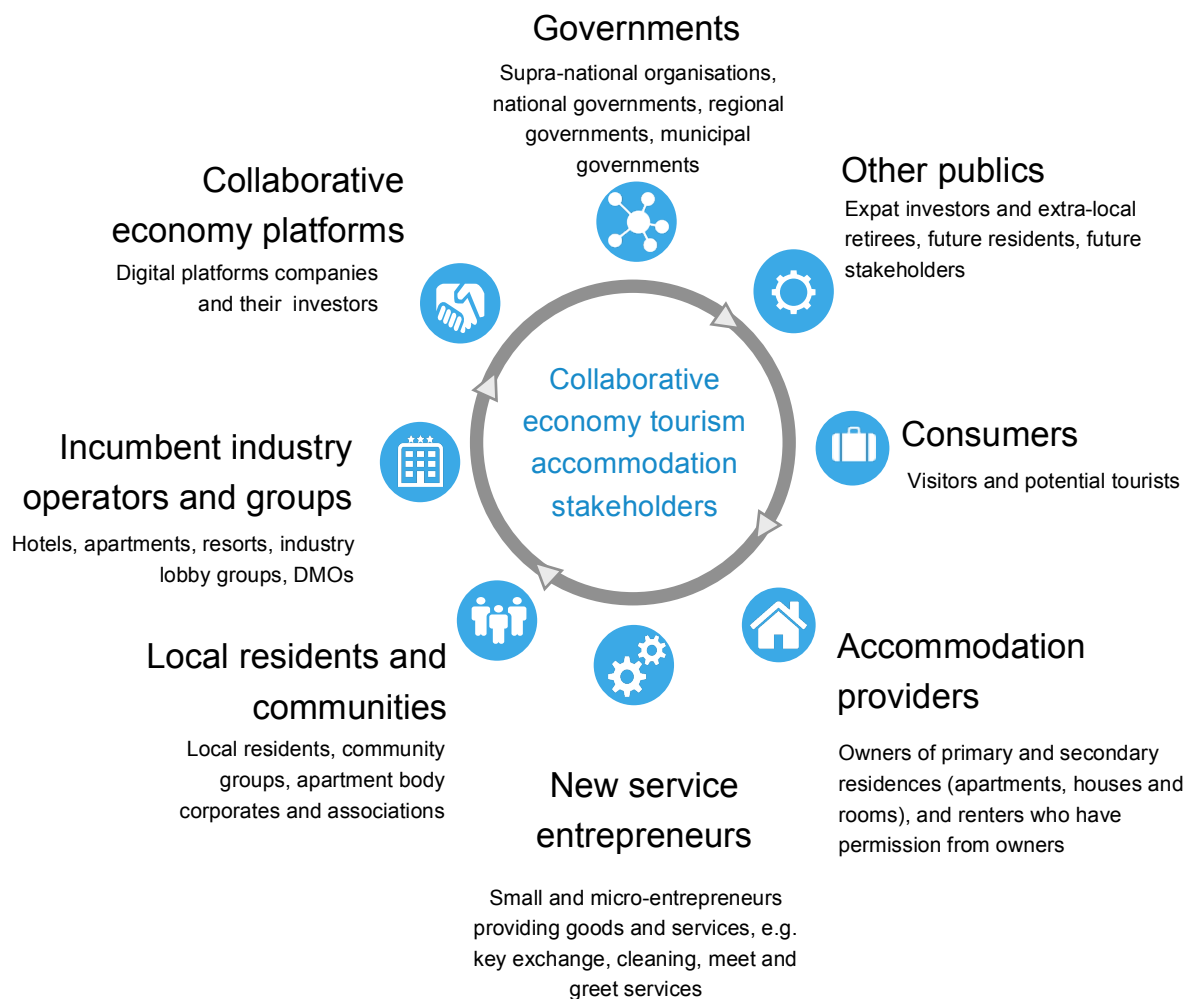 Governments
Supra-national organisations,
national governments, regional
governments, municipal
governments
Other publics
Expat investors and extra-local
retirees, future residents, future
stakeholders
Consumers
Visitors and potential tourists
Accommodation
providers
Owners of primary and secondary
residences (apartments, houses and
rooms), and renters who have
permission from owners
New service
entrepreneurs
Small and micro-entrepreneurs
providing goods and services, e.g.
key exchange, cleaning, meet and
greet services
Local residents and
communities
Local residents, community
groups, apartment body
corporates and associations
Incumbent industry
operators and groups
Hotels, apartments, resorts, industry
lobby groups, DMOs
Collaborative
economy platforms
Digital platforms companies
and their investors
Collaborative
economy tourism
accommodation
stakeholders